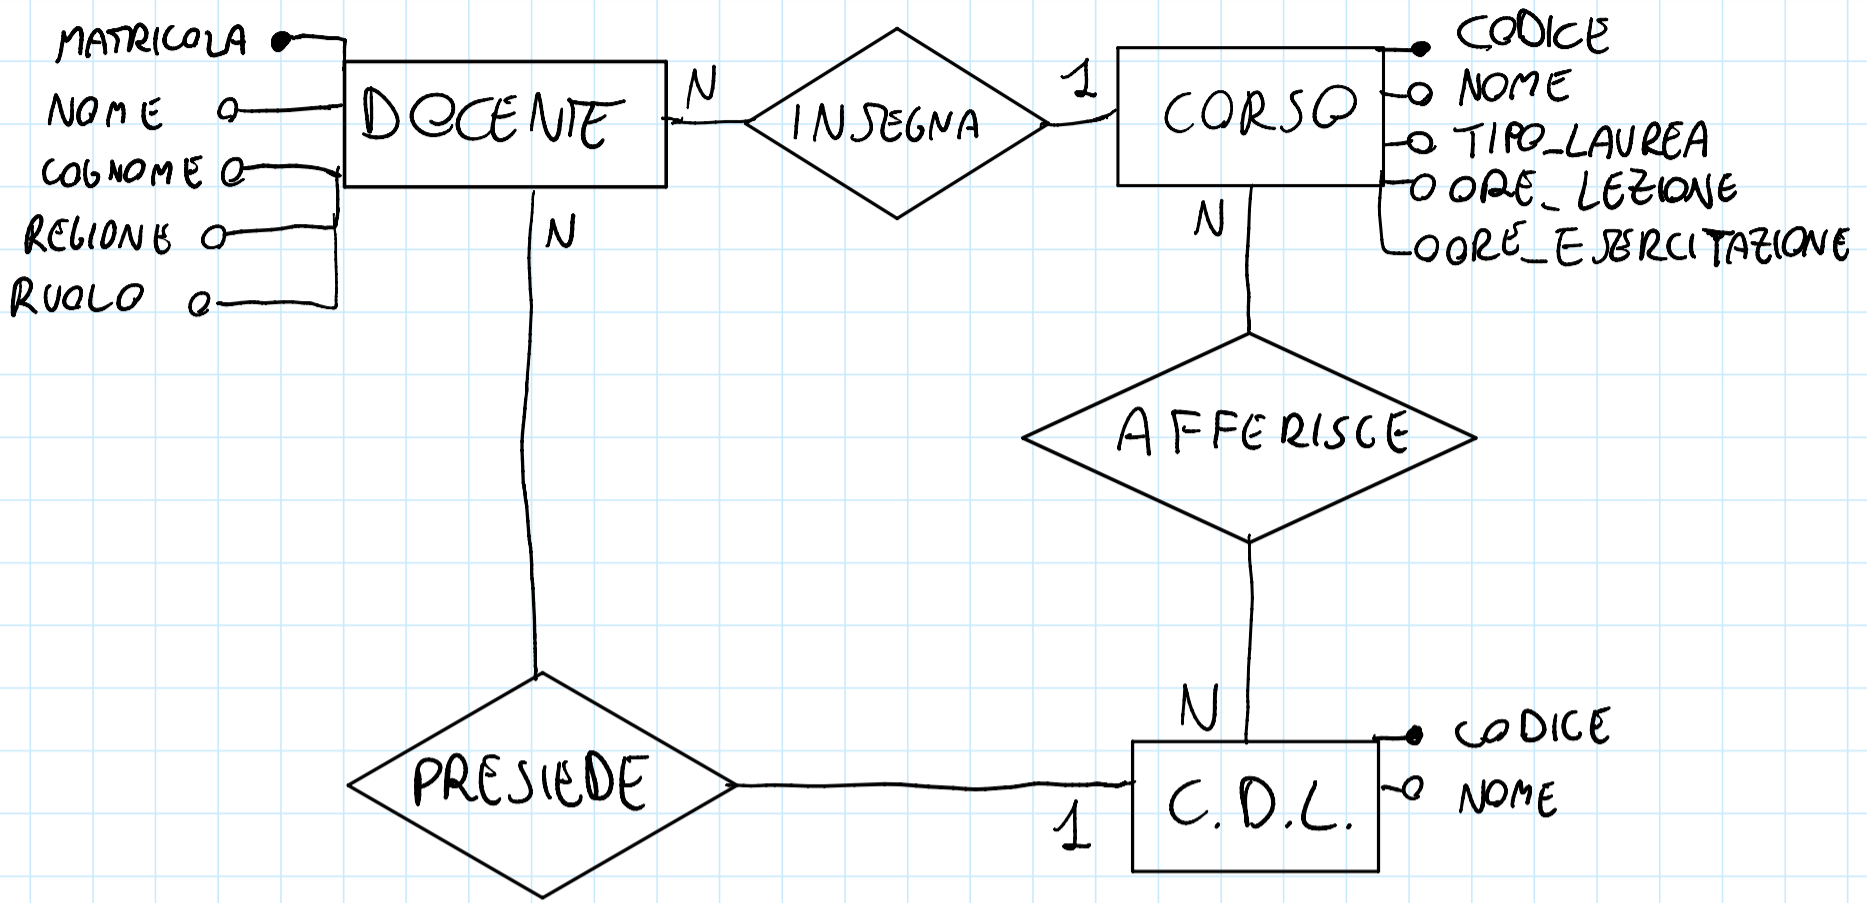 MATRICOLA
NOME
COGNOME
REGIONE
RUOLO
DOCENTE
N
N
INSEGNA
1
CORSO
N
CODICE
NOME
TIPO_LAUREA
ORE_LEZIONE
ORE_ESERCITAZIONE
AFFERISCE
N
PRESIEDE
1
C.D.L.
CODICE
NOME